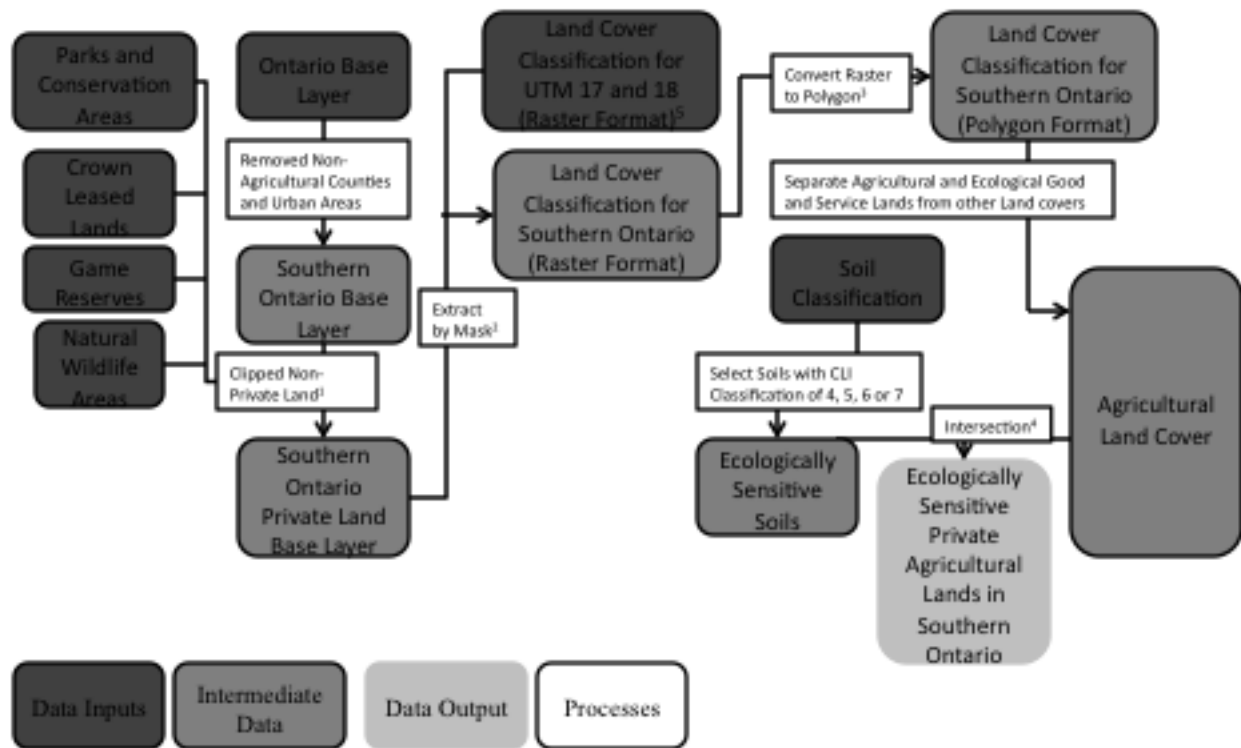 Parks and
Conservation
Areas
Crown
Leased
Lands
Game
Reserves
Natural
Wildlife
Areas
Ontario Base
Layer
Removed Non-
Agricultural Counties
and Urban Areas
Southern
Ontario Base
Layer
Clipped Non-
Private Land¹
Southern
Ontario
Private Land
Base Layer
Extract
by Mask²
Land Cover
Classification for
UTM 17 and 18
(Raster Format)⁵
Land Cover
Classification for
Southern Ontario
(Raster Format)
Convert Raster
to Polygon³
Land Cover
Classification for
Southern Ontario
(Polygon Format)
Separate Agricultural and Ecological Good
and Service Lands from other Land covers
Soil
Classification
Select Soils with CLI
Classification of 4, 5, 6 or 7
Ecologically
Sensitive
Soils
Intersection⁴
Agricultural
Land Cover
Ecologically
Sensitive
Private
Agricultural
Lands in
Southern
Ontario
Data Inputs
Intermediate
Data
Data Output
Processes